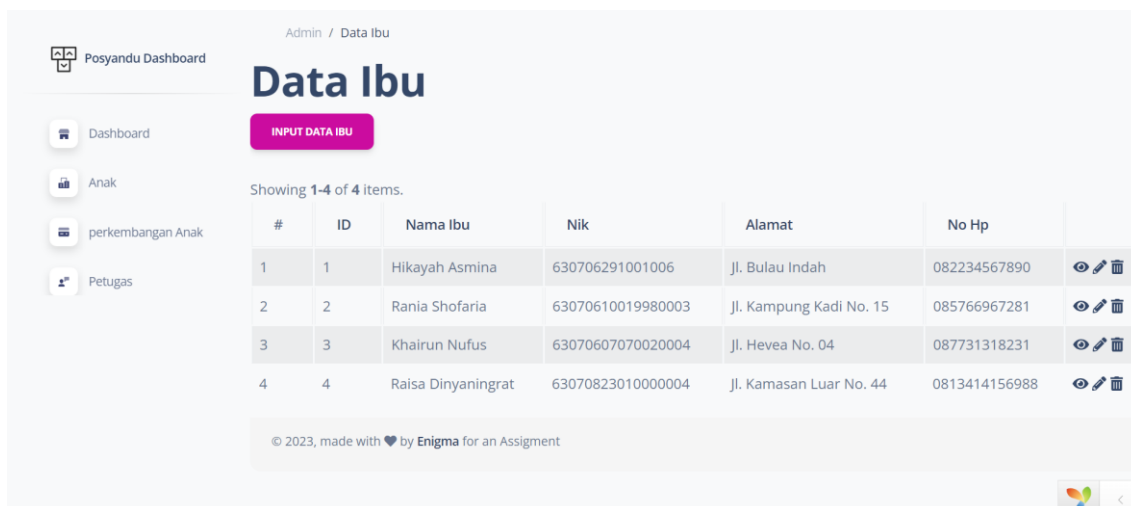 Admin / Data Ibu
Posyandu Dashboard
Data Ibu
INPUT DATA IBU
Dashboard
Anak
perkembangan Anak
Petugas
Showing 1-4 of 4 items.
# ID Nama Ibu Nik Alamat No Hp
1 1 Hikayah Asmina 630706291001006 Jl. Bulau Indah 082234567890
2 2 Rania Shofaria 63070610019980003 Jl. Kampung Kadi No. 15 085766967281
3 3 Khairun Nufus 63070607070020004 Jl. Hevea No. 04 087731318231
4 4 Raisa Dinyaningrat 63070823010000004 Jl. Kamasan Luar No. 44 0813414156988
© 2023, made with ♥ by Enigma for an Assigment